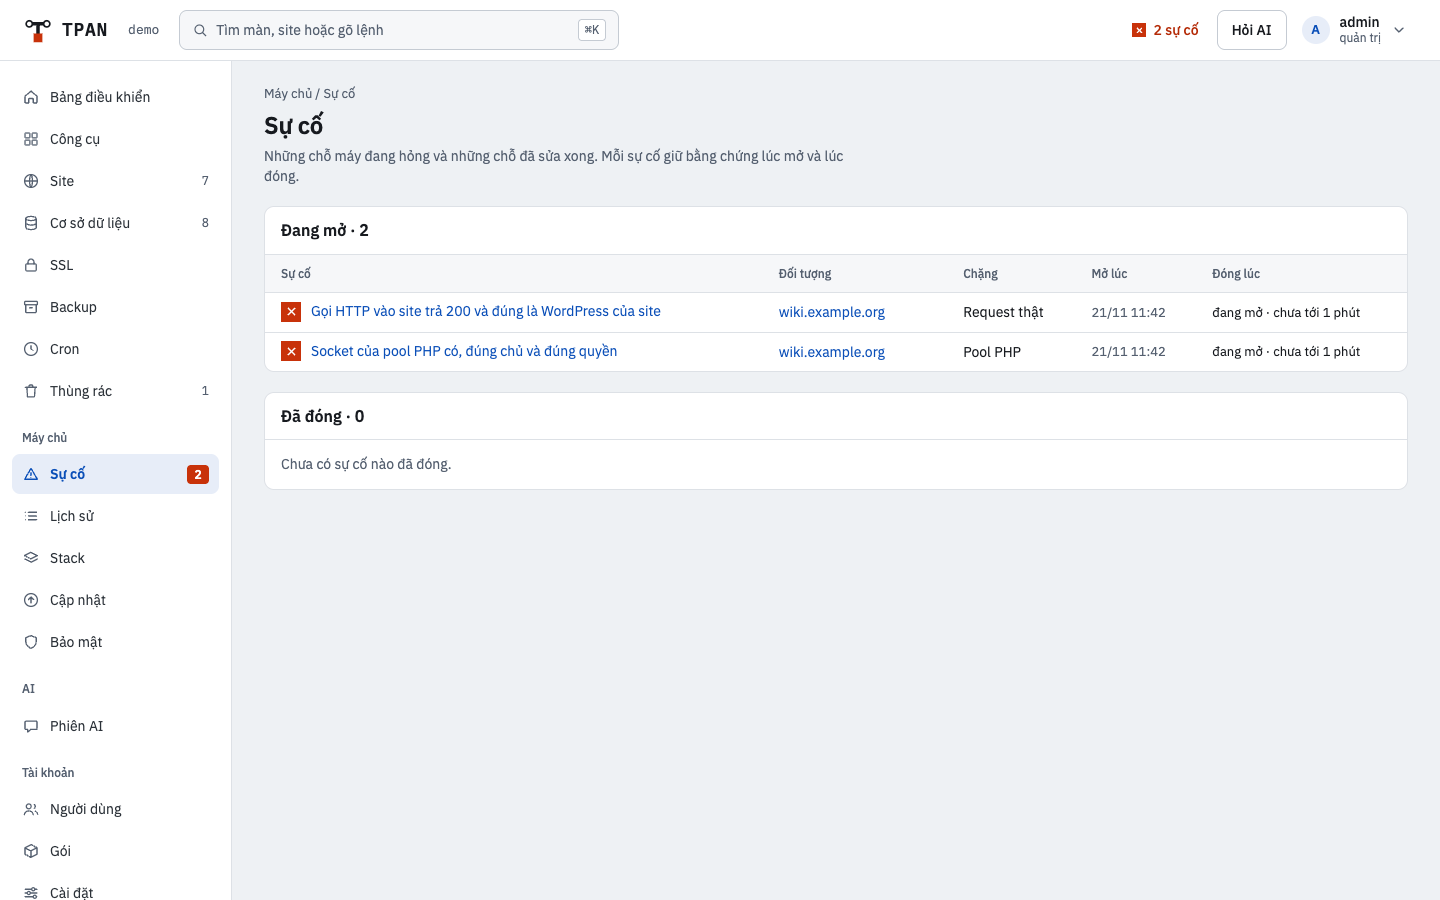 TPAN demo Tìm màn, site hoặc gõ lệnh ⌘K 2 sự cố Hỏi AI A admin
quản trị
Bảng điều khiển
Công cụ
Site 7
Cơ sở dữ liệu 8
SSL
Backup
Cron
Thùng rác 1
Máy chủ
Sự cố 2
Lịch sử
Stack
Cập nhật
Bảo mật
AI
Phiên AI
Tài khoản
Người dùng
Gói
Cài đặt
Máy chủ / Sự cố
Sự cố
Những chỗ máy đang hỏng và những chỗ đã sửa xong. Mỗi sự cố giữ bằng chứng lúc mở và lúc
đóng.
Đang mở · 2
Sự cố Đối tượng Chặng Mở lúc Đóng lúc
Gọi HTTP vào site trả 200 và đúng là WordPress của site wiki.example.org Request thật 21/11 11:42 đang mở · chưa tới 1 phút
Socket của pool PHP có, đúng chủ và đúng quyền wiki.example.org Pool PHP 21/11 11:42 đang mở · chưa tới 1 phút
Đã đóng · 0
Chưa có sự cố nào đã đóng.